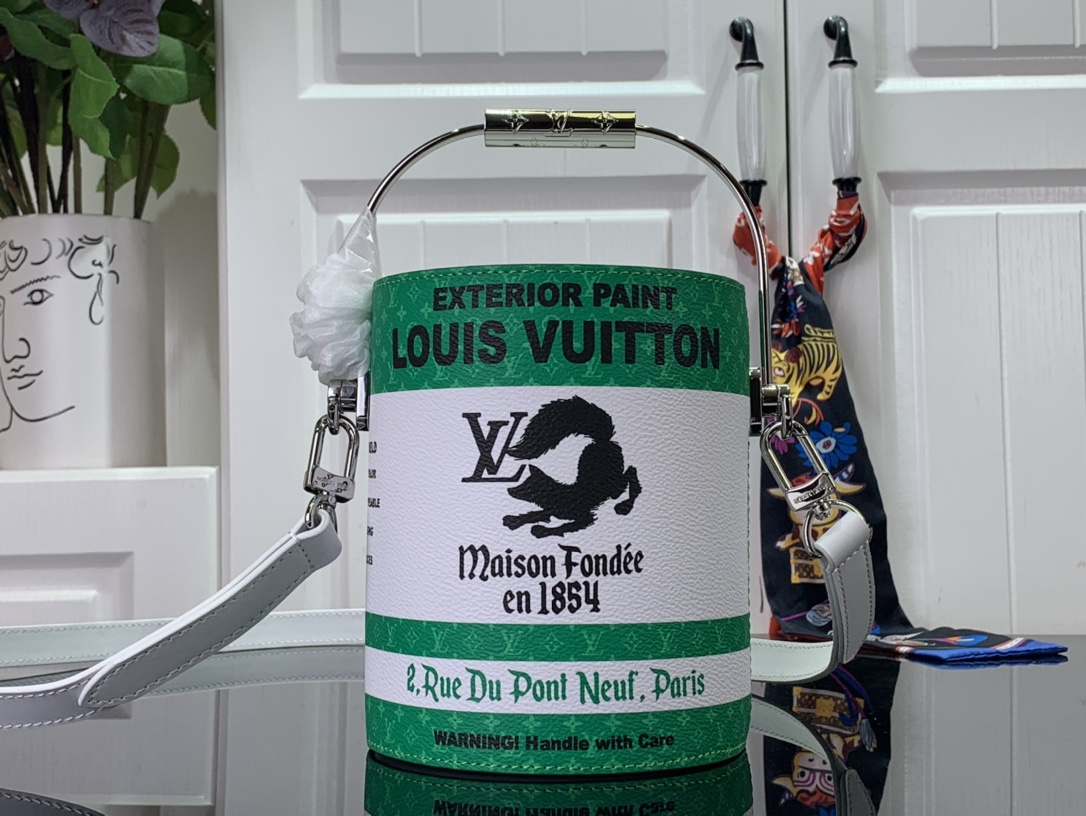 EXTERIOR PAINT
LOUIS VUITTON
LV
Maison Fondée
en 1854
2, Rue Du Pont Neuf, Paris
WARNING! Handle with Care